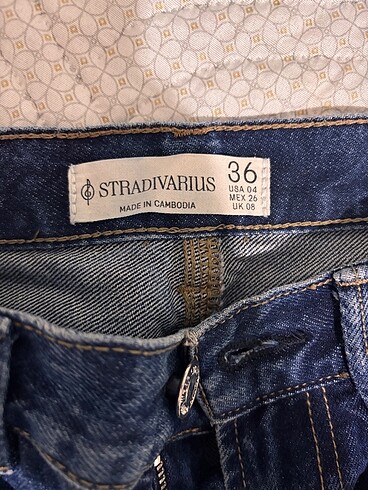 STRADIVARIUS
MADE IN CAMBODIA
36
USA 04
MEX 26
UK 08